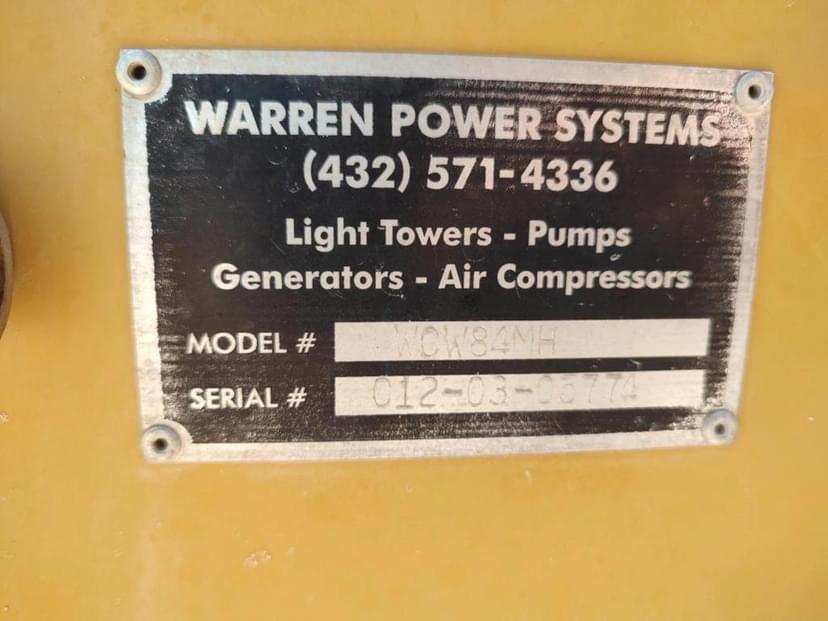 WARREN POWER SYSTEMS
(432) 571-4336
Light Towers - Pumps
Generators - Air Compressors
MODEL # WCW84MH
SERIAL #